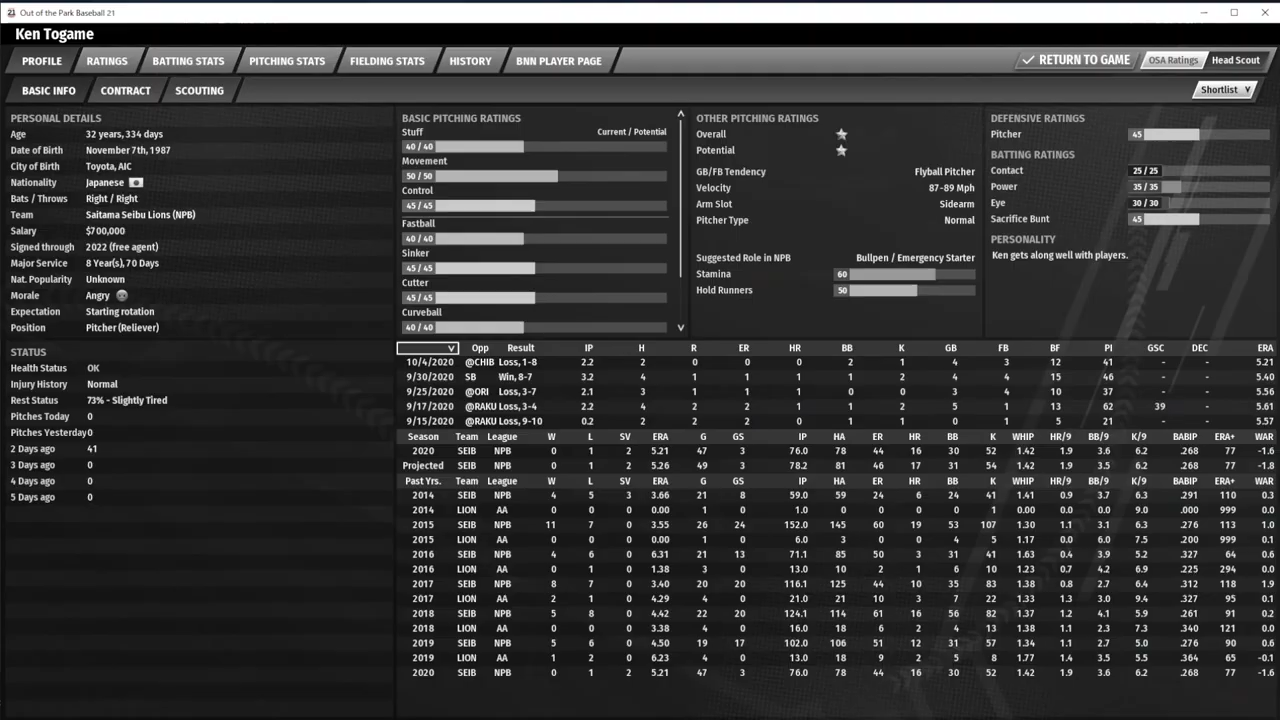 21 Out of the Park Baseball 21
Ken Togame
PROFILE RATINGS BATTING STATS PITCHING STATS FIELDING STATS HISTORY BNN PLAYER PAGE RETURN TO GAME OSA Ratings Head Scout
BASIC INFO CONTRACT SCOUTING Shortlist
PERSONAL DETAILS
Age 32 years, 334 days
Date of Birth November 7th, 1987
City of Birth Toyota, AIC
Nationality Japanese
Bats / Throws Right / Right
Team Saitama Seibu Lions (NPB)
Salary $700,000
Signed through 2022 (free agent)
Major Service 8 Year(s), 70 Days
Nat. Popularity Unknown
Morale Angry
Expectation Starting rotation
Position Pitcher (Reliever)
STATUS
Health Status OK
Injury History Normal
Rest Status 73% - Slightly Tired
Pitches Today 0
Pitches Yesterday 0
2 Days ago 41
3 Days ago 0
4 Days ago 0
5 Days ago 0
BASIC PITCHING RATINGS
Stuff Current / Potential
40 / 40
Movement
50 / 50
Control
45 / 45
Fastball
40 / 40
Sinker
45 / 45
Cutter
45 / 45
Curveball
40 / 40
OTHER PITCHING RATINGS
Overall
Potential
GB/FB Tendency Flyball Pitcher
Velocity 87-89 Mph
Arm Slot Sidearm
Pitcher Type Normal
Suggested Role in NPB Bullpen / Emergency Starter
Stamina 60
Hold Runners 50
DEFENSIVE RATINGS
Pitcher 45
BATTING RATINGS
Contact 25 / 25
Power 35 / 35
Eye 30 / 30
Sacrifice Bunt 45
PERSONALITY
Ken gets along well with players.
Opp Result IP H R ER HR BB K GB FB BF PI GSC DEC ERA
10/4/2020 @CHIB Loss, 1-8 2.2 2 0 0 0 2 1 4 3 12 41 - - 5.21
9/30/2020 SB Win, 8-7 3.2 4 1 1 1 1 2 4 4 15 46 - - 5.40
9/25/2020 @ORI Loss, 3-7 2.1 3 1 1 1 0 0 3 4 10 37 - - 5.56
9/17/2020 @RAKU Loss, 3-4 2.2 4 2 2 1 1 2 5 1 13 62 39 - 5.61
9/15/2020 @RAKU Loss, 9-10 0.2 2 2 2 0 1 1 0 1 5 21 - - 5.57
Season Team League W L SV ERA G GS IP HA ER HR BB K WHIP HR/9 BB/9 K/9 BABIP ERA+ WAR
2020 SEIB NPB 0 1 2 5.21 47 3 76.0 78 44 16 30 52 1.42 1.9 3.6 6.2 .268 77 -1.6
Projected SEIB NPB 0 1 2 5.26 49 3 78.2 81 46 17 31 54 1.42 1.9 3.5 6.2 .268 77 -1.8
Past Yrs. Team League W L SV ERA G GS IP HA ER HR BB K WHIP HR/9 BB/9 K/9 BABIP ERA+ WAR
2014 SEIB NPB 4 5 3 3.66 21 8 59.0 59 24 6 24 41 1.41 0.9 3.7 6.3 .291 110 0.3
2014 LION AA 0 0 0 0.00 1 0 1.0 0 0 0 0 1 0.00 0.0 0.0 9.0 .000 999 0.0
2015 SEIB NPB 11 7 0 3.55 26 24 152.0 145 60 19 53 107 1.30 1.1 3.1 6.3 .276 113 1.0
2015 LION AA 0 0 0 0.00 1 0 6.0 3 0 0 4 5 1.17 0.0 6.0 7.5 .200 999 0.1
2016 SEIB NPB 4 6 0 6.31 21 13 71.1 85 50 3 31 41 1.63 0.4 3.9 5.2 .327 64 0.6
2016 LION AA 0 1 0 1.38 3 0 13.0 10 2 1 6 10 1.23 0.7 4.2 6.9 .225 294 0.0
2017 SEIB NPB 8 7 0 3.40 20 20 116.1 125 44 10 35 83 1.38 0.8 2.7 6.4 .312 118 1.9
2017 LION AA 2 1 0 4.29 4 0 21.0 21 10 3 7 22 1.33 1.3 3.0 9.4 .327 95 0.1
2018 SEIB NPB 5 8 0 4.42 22 20 124.1 114 61 16 56 82 1.37 1.2 4.1 5.9 .261 91 0.2
2018 LION AA 0 0 0 3.38 4 0 16.0 18 6 2 4 13 1.38 1.1 2.3 7.3 .340 121 0.0
2019 SEIB NPB 5 6 0 4.50 19 17 102.0 106 51 12 31 57 1.34 1.1 2.7 5.0 .276 90 0.6
2019 LION AA 1 2 0 6.23 4 0 13.0 18 9 2 5 8 1.77 1.4 3.5 5.5 .364 65 -0.1
2020 SEIB NPB 0 1 2 5.21 47 3 76.0 78 44 16 30 52 1.42 1.9 3.6 6.2 .268 77 -1.6